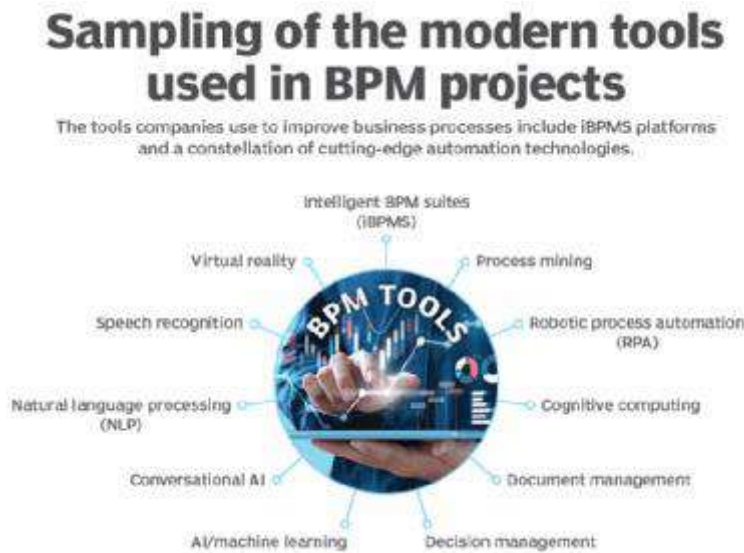 Sampling of the modern tools
used in BPM projects
The tools companies use to improve business processes include iBPMS platforms
and a constellation of cutting-edge automation technologies.
Intelligent BPM suites
(iBPMS)
Virtual reality
Process mining
BPM TOOLS
Speech recognition
Robotic process automation
(RPA)
Natural language processing
(NLP)
Cognitive computing
Conversational AI
Document management
AI/machine learning
Decision management